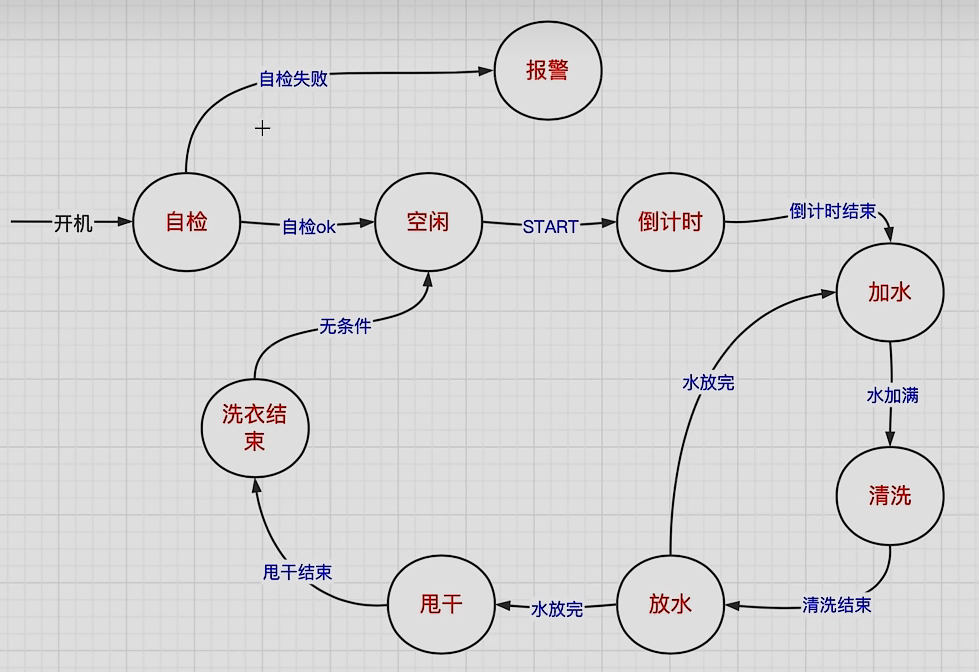 自检失败
报警
开机
自检
自检ok
空闲
START
倒计时
倒计时结束
加水
无条件
水放完
水加满
洗衣结
束
清洗
甩干结束
甩干
水放完
放水
清洗结束